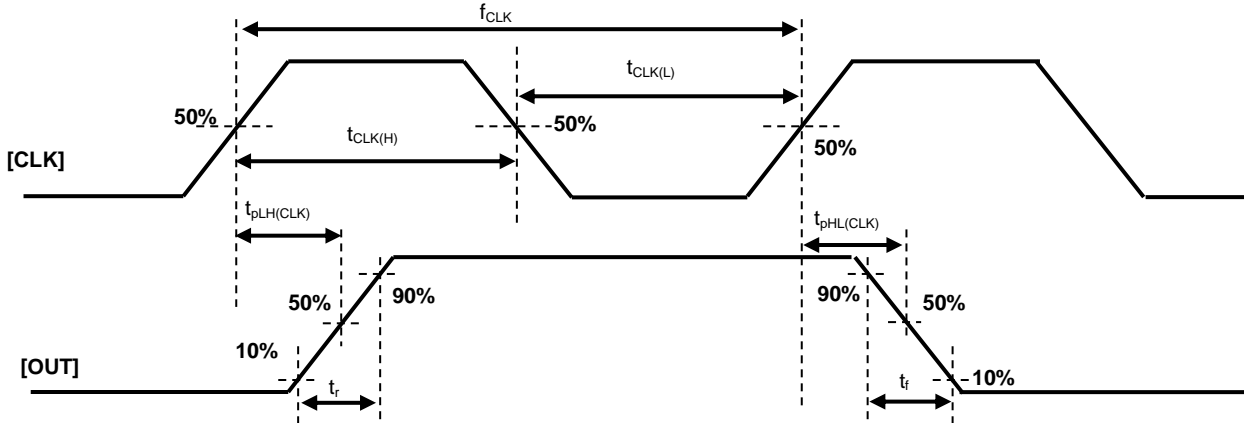 fCLK
tCLK(L)
50%
50%
tCLK(H)
50%
[CLK]
tpLH(CLK)
tpHL(CLK)
50%
90%
90%
50%
10%
[OUT]
tr
tf
10%